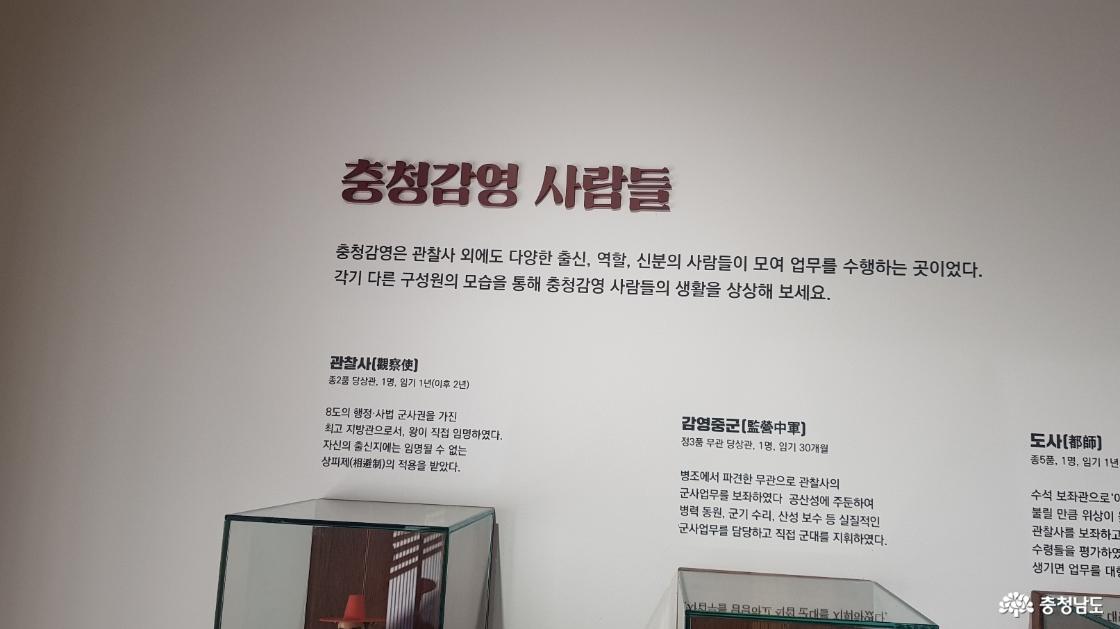 충청감영 사람들
충청감영은 관찰사 외에도 다양한 출신, 역할, 신분의 사람들이 모여 업무를 수행하는 곳이었다.
각기 다른 구성원의 모습을 통해 충청감영 사람들의 생활을 상상해 보세요.
관찰사(觀察使)
종2품 당상관, 1명, 임기 1년(이후 2년)
8도의 행정·사법 군사권을 가진
최고 지방관으로서, 왕이 직접 임명하였다.
자신의 출신지에는 임명될 수 없는
상피제(相避制)의 적용을 받았다.
감영중군(監營中軍)
정3품 무관 당상관, 1명, 임기 30개월
병조에서 파견한 무관으로 관찰사의
군사업무를 보좌하였다 공산성에 주둔하여
병력 동원, 군기 수리, 산성 보수 등 실질적인
군사업무를 담당하고 직접 군대를 지휘하였다.
도사(都師)
종5품, 1명, 임기 1년
수석 보좌관으로
불릴 만큼 위상이
관찰사를 보좌하고
수령들을 평가하였
생기면 업무를 대
충청남도